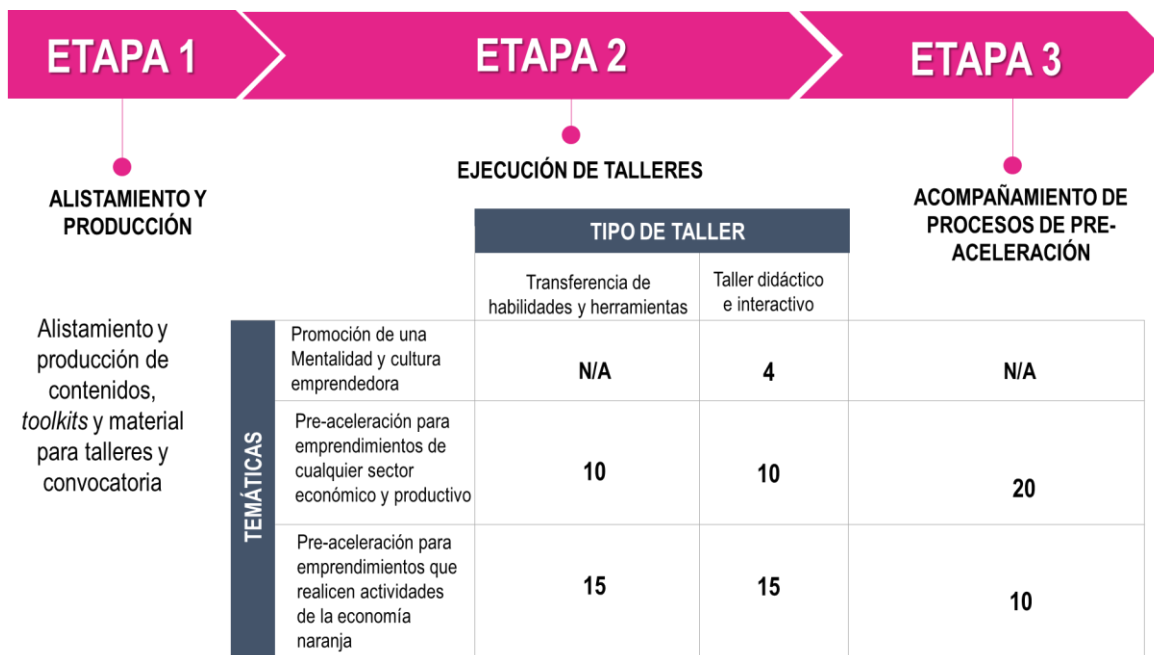 ETAPA 1
ETAPA 2
ETAPA 3
ALISTAMIENTO Y
PRODUCCIÓN
Alistamiento y
producción de
contenidos,
toolkits y material
para talleres y
convocatoria
EJECUCIÓN DE TALLERES
TIPO DE TALLER
Transferencia de
habilidades y herramientas
Taller didáctico
e interactivo
ACOMPAÑAMIENTO DE
PROCESOS DE PRE-
ACELERACIÓN
TEMÁTICAS
Promoción de una
Mentalidad y cultura
emprendedora
N/A
4
N/A
Pre-aceleración para
emprendimientos de
cualquier sector
económico y productivo
10
10
20
Pre-aceleración para
emprendimientos que
realicen actividades
de la economía
naranja
15
15
10